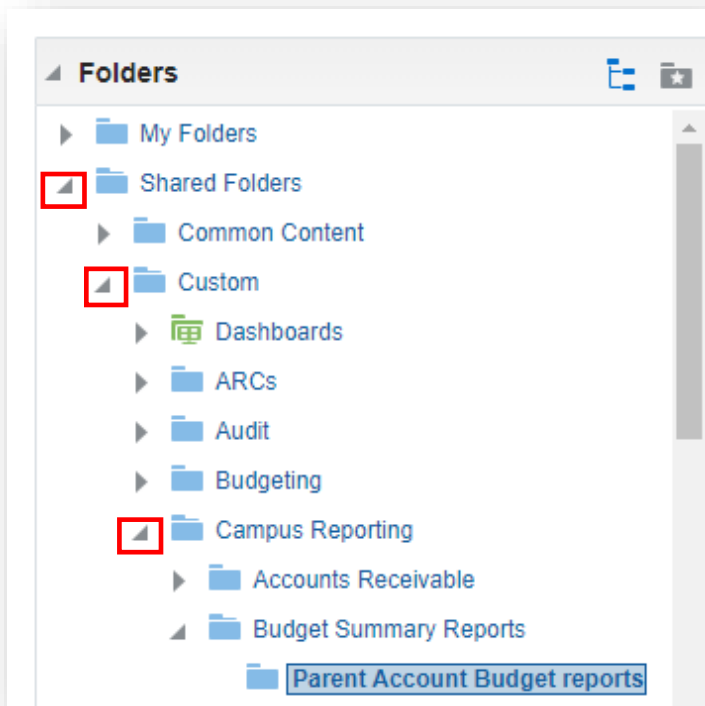 Folders
My Folders
Shared Folders
Common Content
Custom
Dashboards
ARCs
Audit
Budgeting
Campus Reporting
Accounts Receivable
Budget Summary Reports
Parent Account Budget reports